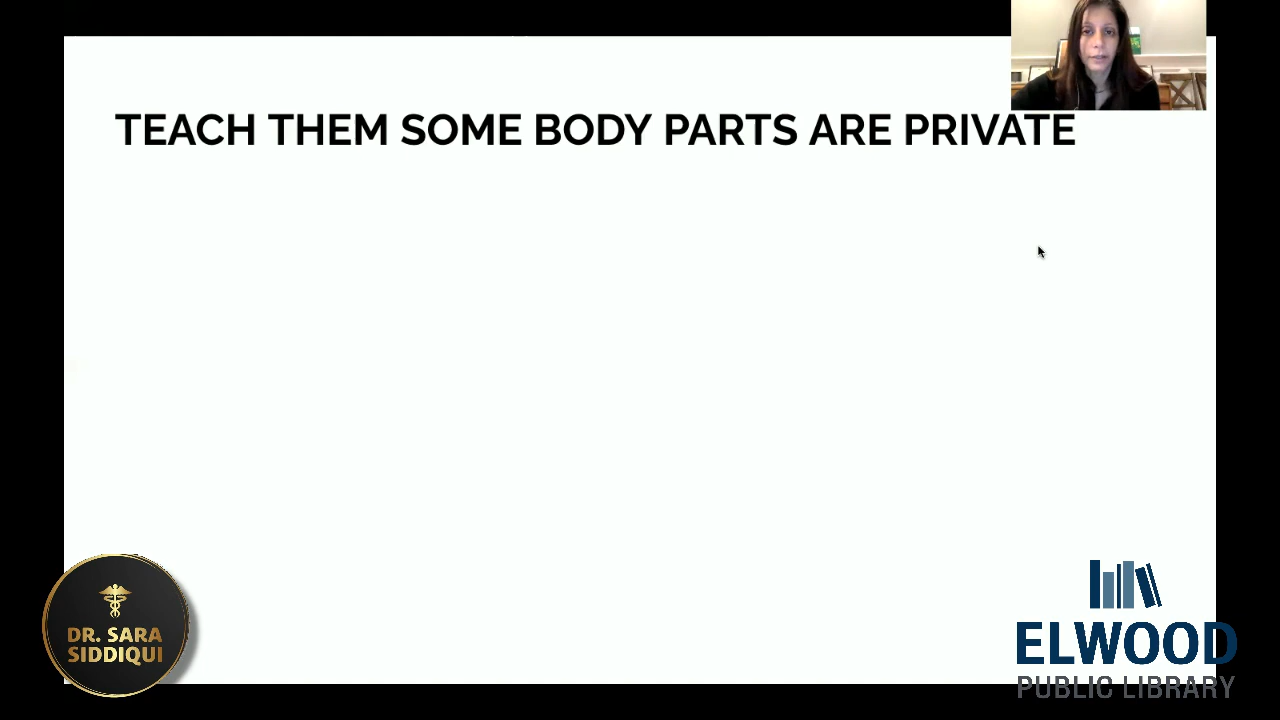 TEACH THEM SOME BODY PARTS ARE PRIVATE
DR. SARA
SIDDIQUI
ELWOOD
PUBLIC LIBRARY